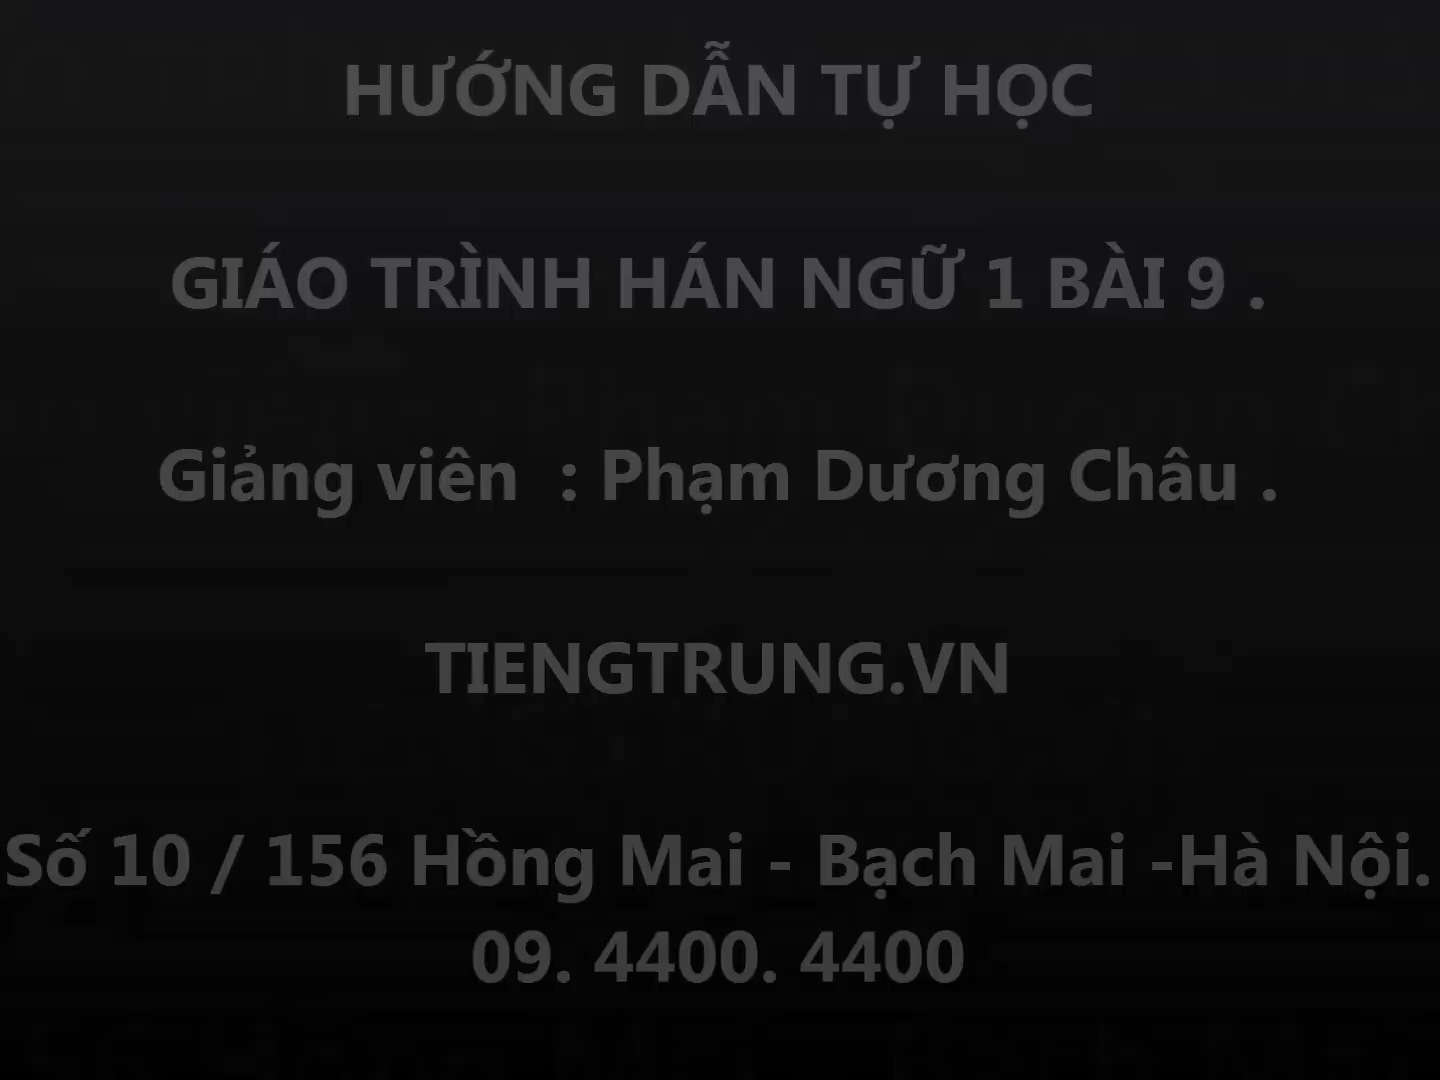 HƯỚNG DẪN TỰ HỌC
GIÁO TRÌNH HÁN NGỮ 1 BÀI 9 .
Giảng viên : Phạm Dương Châu .
TIENGTRUNG.VN
Số 10 / 156 Hồng Mai - Bạch Mai -Hà Nội.
09. 4400. 4400